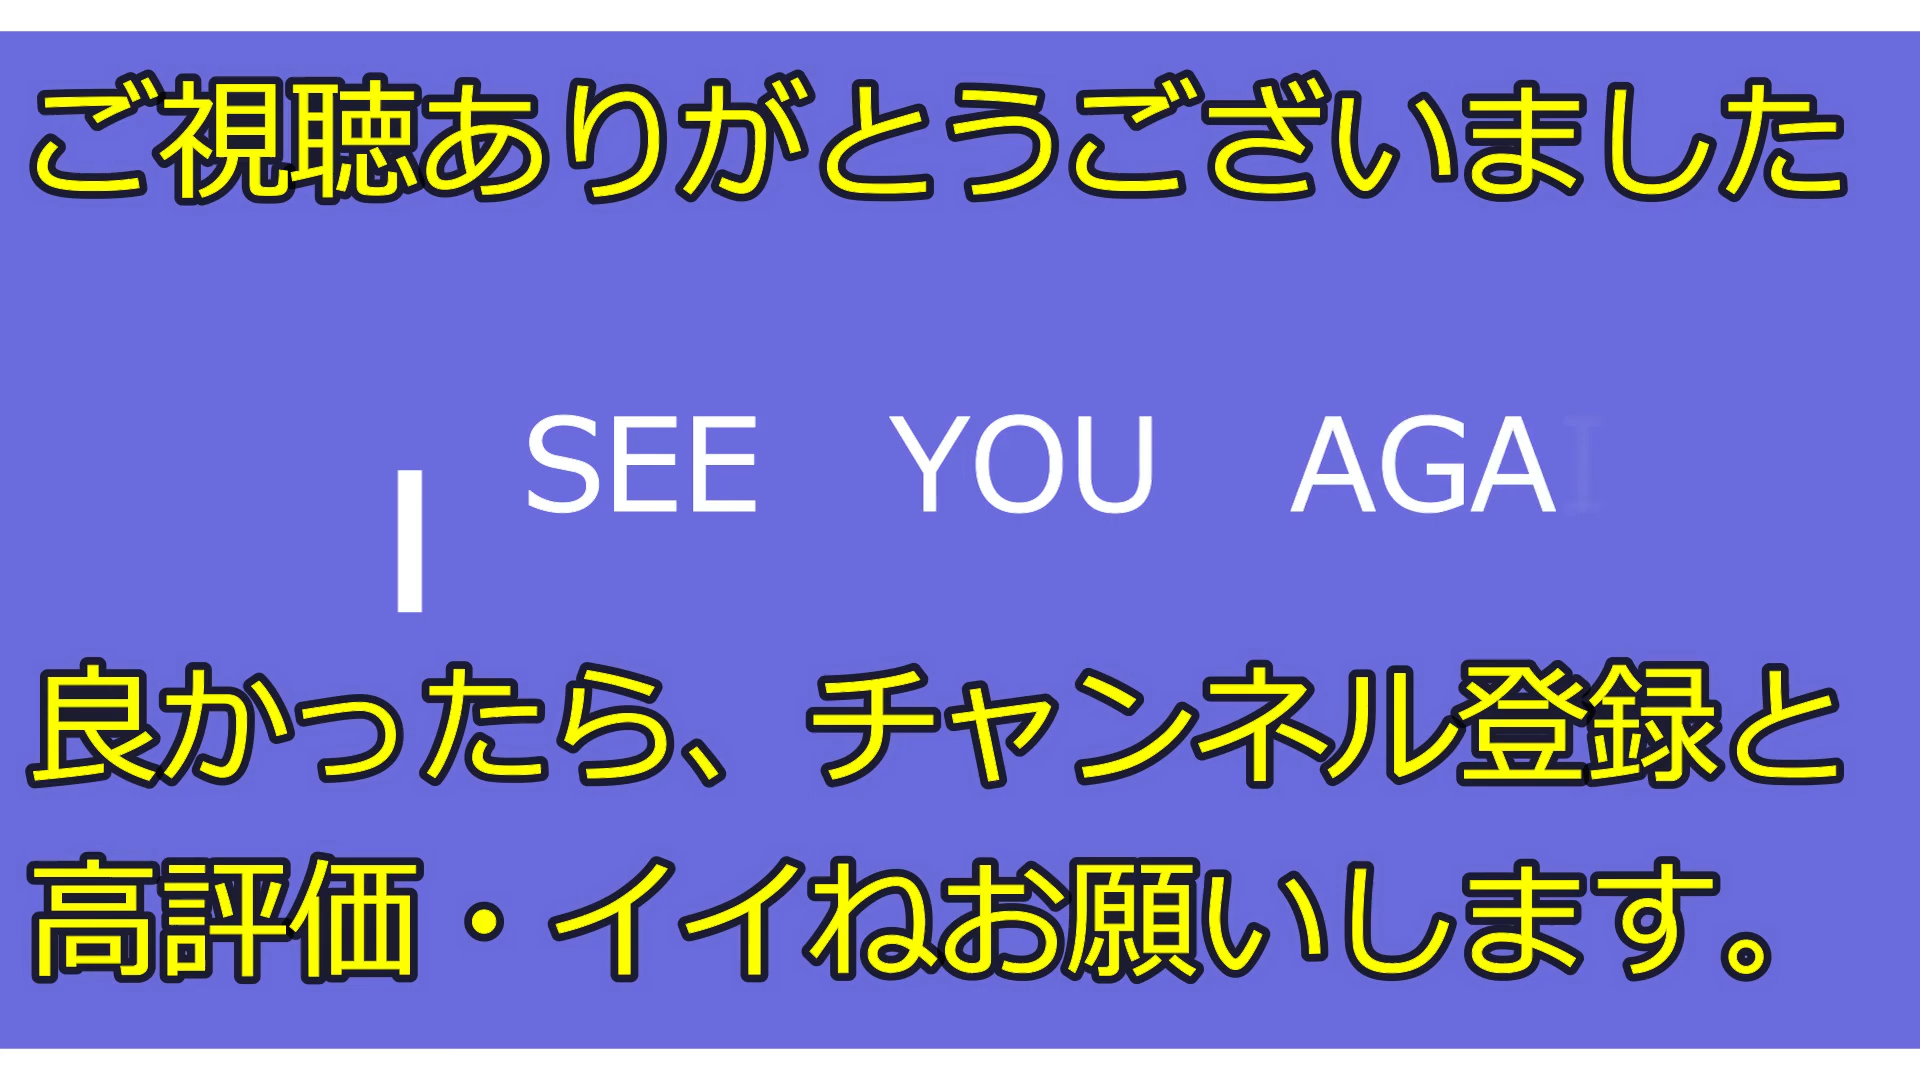 ご視聴ありがとうございました
SEE YOU AGAI
良かったら、チャンネル登録と
高評価・イイねお願いします。